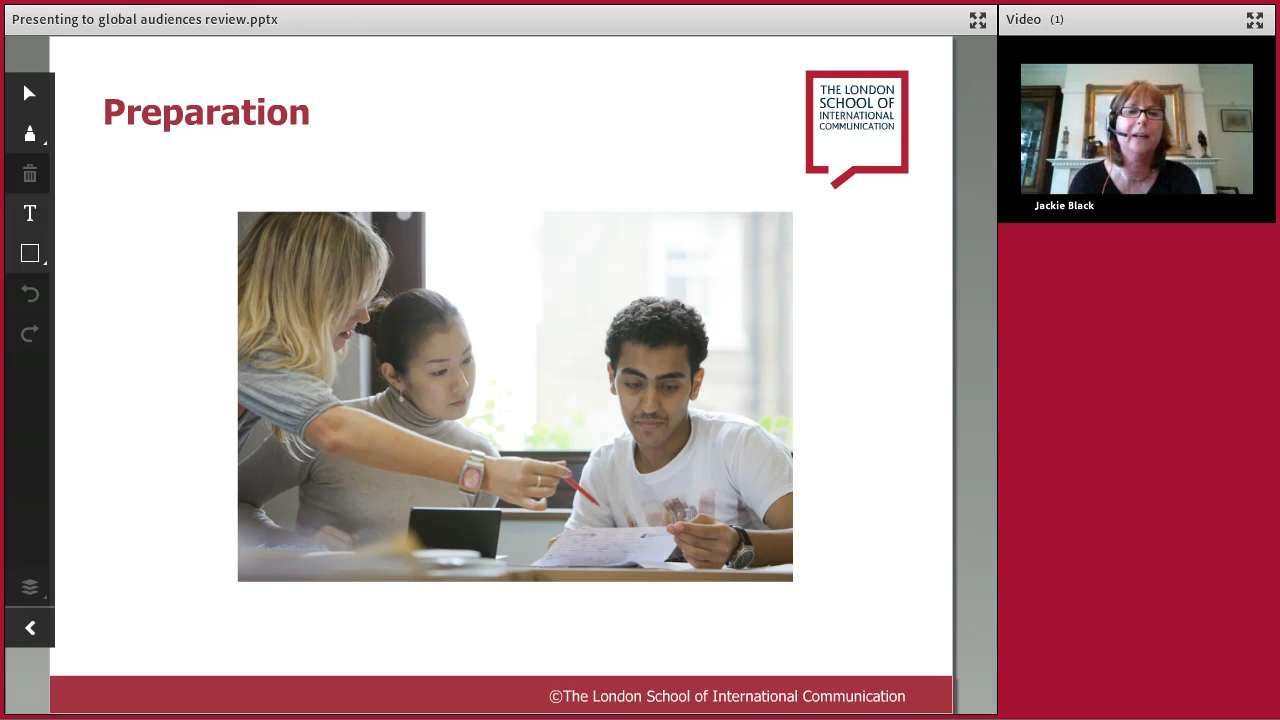 Presenting to global audiences review.pptx
Video (1)
Jackie Black
Preparation
THE LONDON
SCHOOL OF
INTERNATIONAL
COMMUNICATION
T
©The London School of International Communication